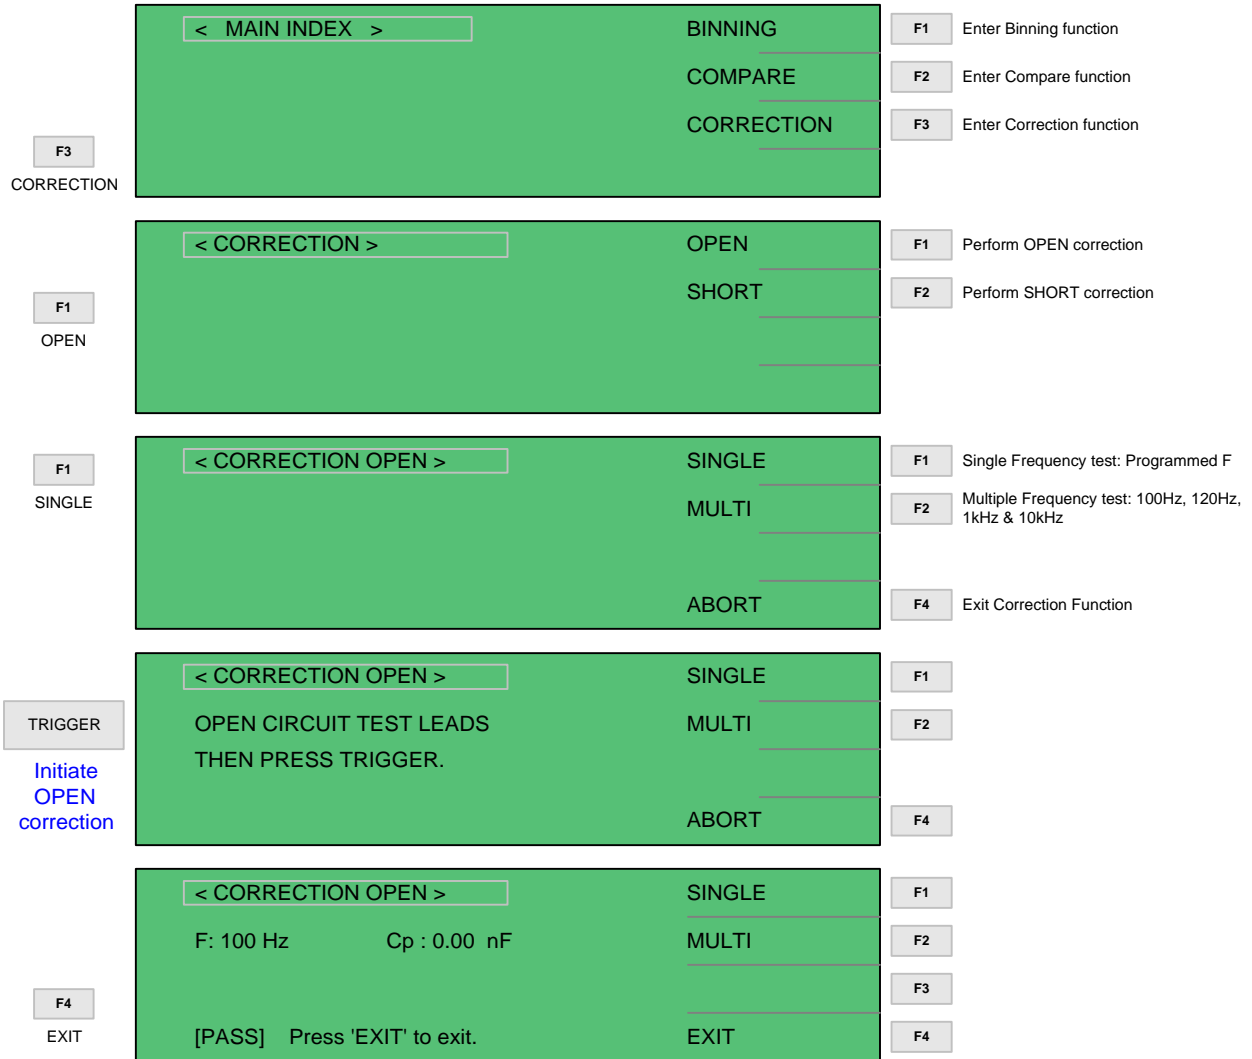 < MAIN INDEX >
BINNING
F1 Enter Binning function
COMPARE
F2 Enter Compare function
CORRECTION
F3 Enter Correction function
F3
CORRECTION
< CORRECTION >
OPEN
F1 Perform OPEN correction
SHORT
F2 Perform SHORT correction
F1
OPEN
< CORRECTION OPEN >
SINGLE
F1 Single Frequency test: Programmed F
F1
SINGLE
MULTI
F2 Multiple Frequency test: 100Hz, 120Hz,
1kHz & 10kHz
ABORT
F4 Exit Correction Function
< CORRECTION OPEN >
SINGLE
F1
TRIGGER
Initiate
OPEN
correction
OPEN CIRCUIT TEST LEADS
THEN PRESS TRIGGER.
MULTI
F2
ABORT
F4
< CORRECTION OPEN >
SINGLE
F1
F: 100 Hz Cp : 0.00 nF
MULTI
F2
F3
F4
EXIT
[PASS] Press 'EXIT' to exit.
EXIT
F4